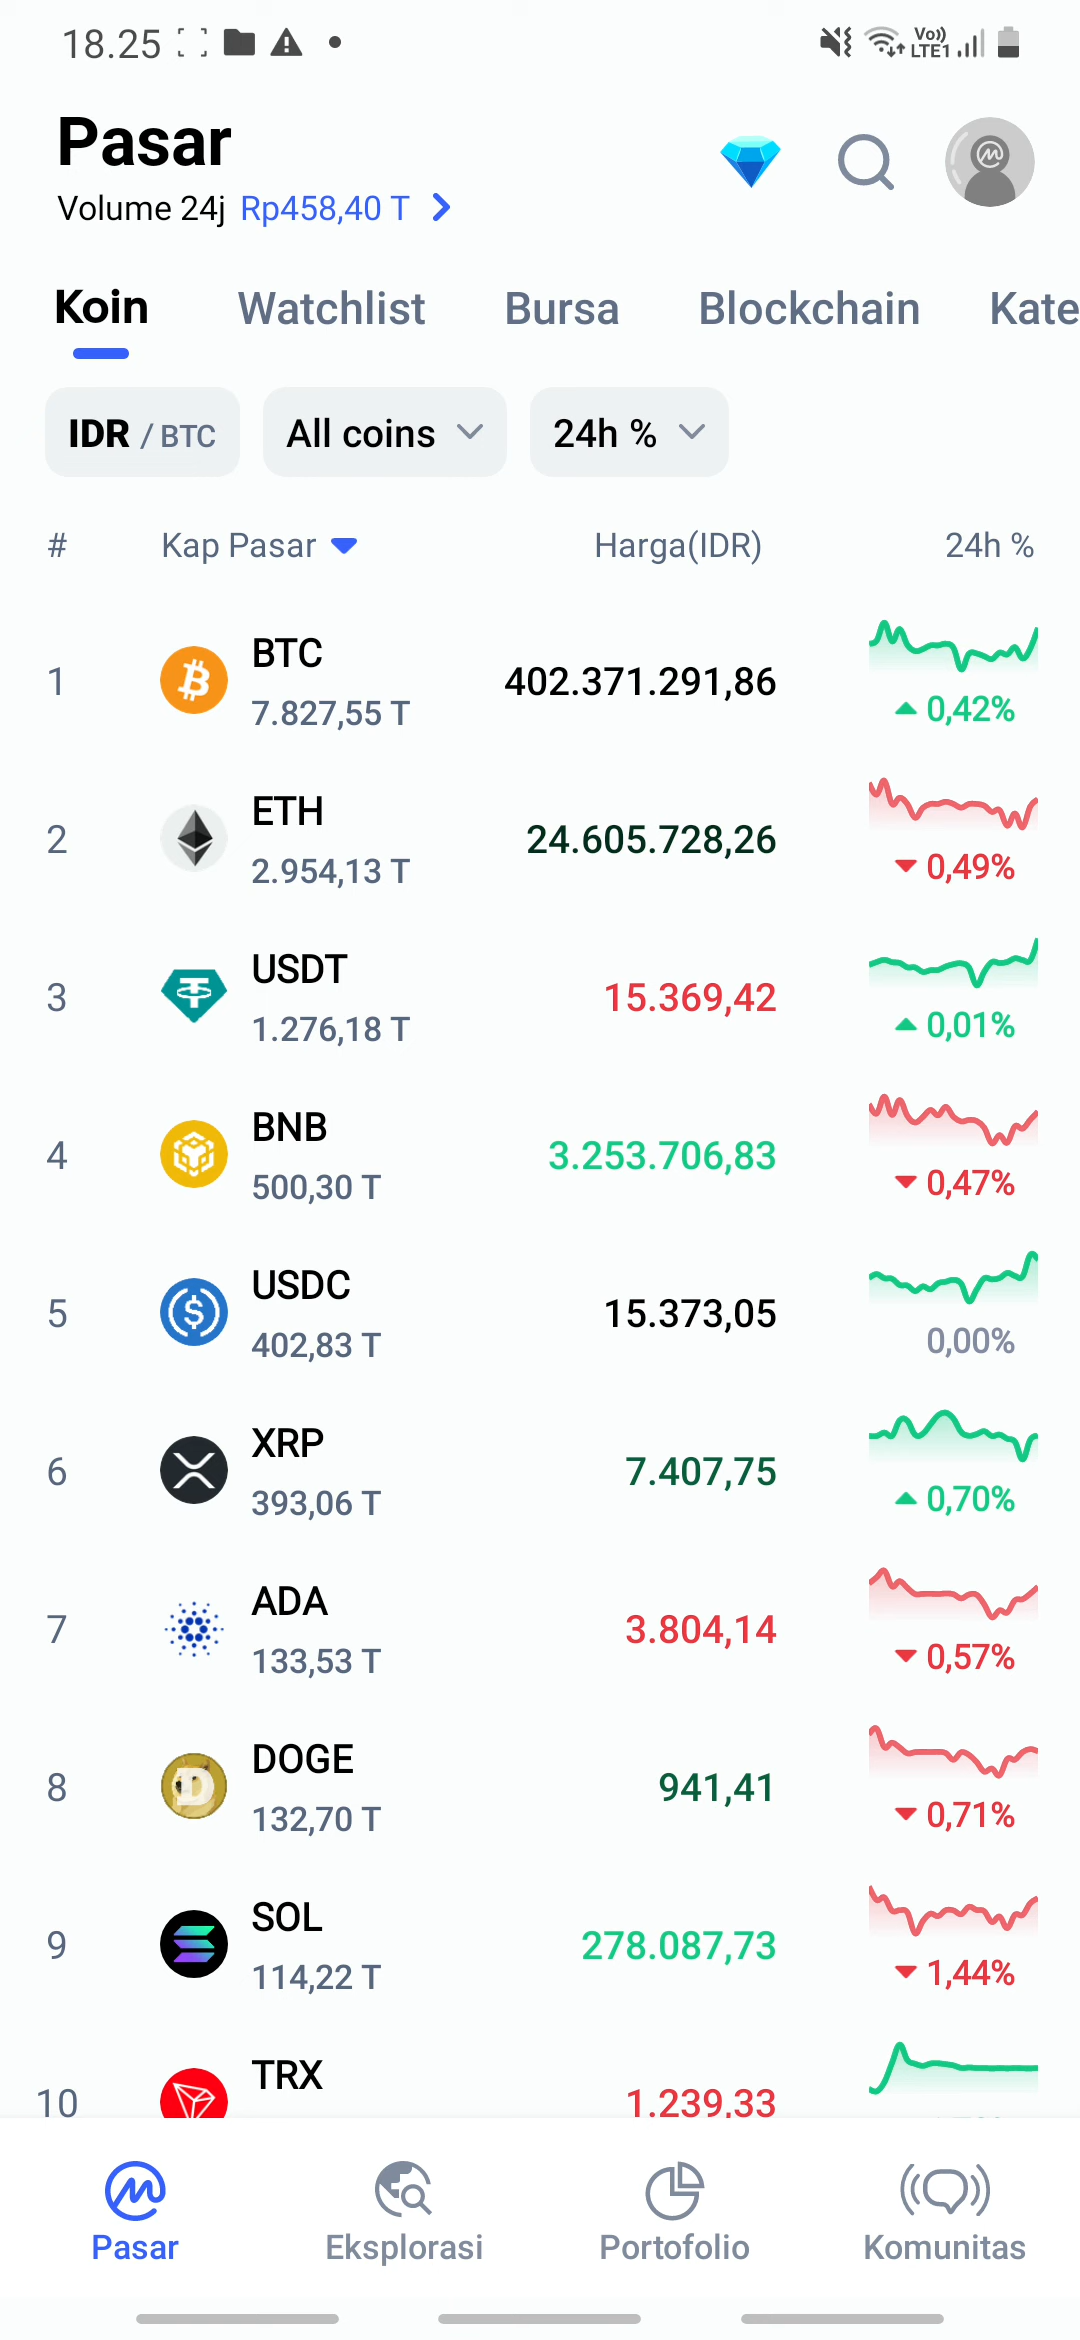 18.25
Vo)) LTE1
Pasar
Volume 24j Rp458,40 T
Koin Watchlist Bursa Blockchain Kate
IDR / BTC All coins 24h %
# Kap Pasar Harga(IDR) 24h %
1 BTC 7.827,55 T 402.371.291,86 0,42%
2 ETH 2.954,13 T 24.605.728,26 0,49%
3 USDT 1.276,18 T 15.369,42 0,01%
4 BNB 500,30 T 3.253.706,83 0,47%
5 USDC 402,83 T 15.373,05 0,00%
6 XRP 393,06 T 7.407,75 0,70%
7 ADA 133,53 T 3.804,14 0,57%
8 DOGE 132,70 T 941,41 0,71%
9 SOL 114,22 T 278.087,73 1,44%
10 TRX 1.239,33
Pasar Eksplorasi Portofolio Komunitas